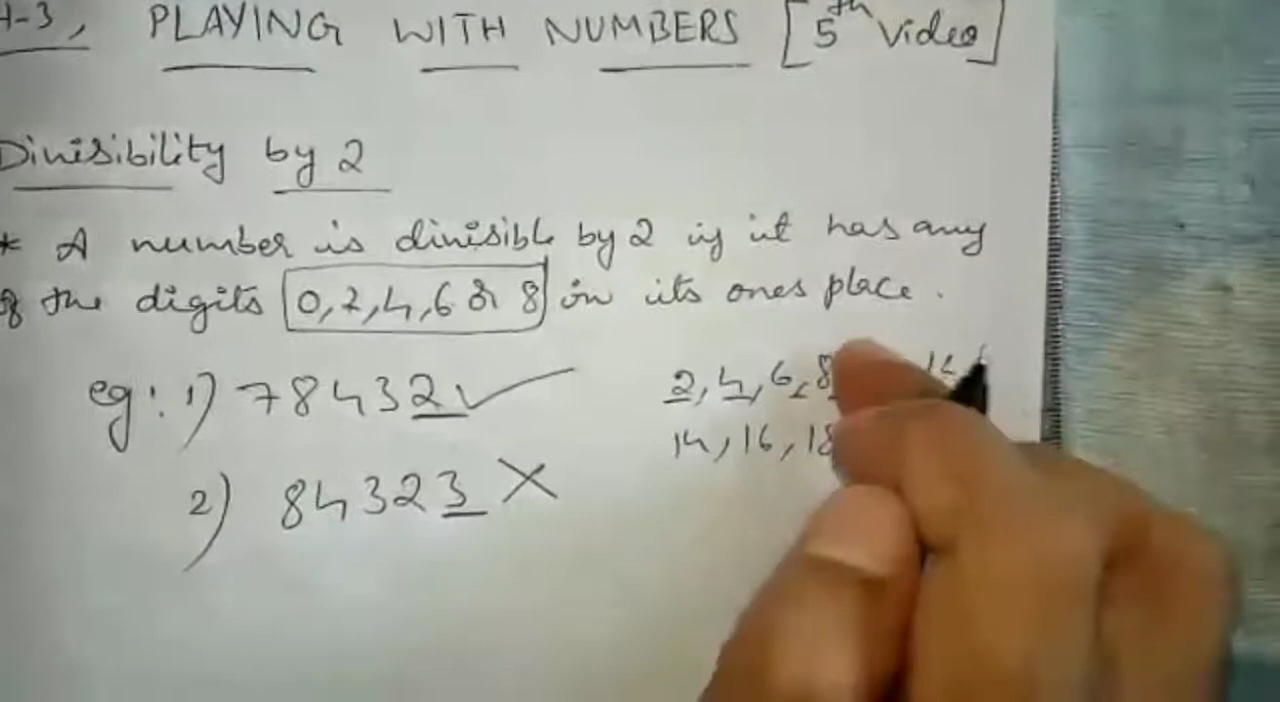 H-3, PLAYING WITH NUMBERS [5th Video]
Divisibility by 2
* A number is divisible by 2 if it has any
of the digits 0,2,4,6 or 8 in its ones place.
eg: 1) 78432 ✓
2) 84323 X
2,4,6,8
14,16,18